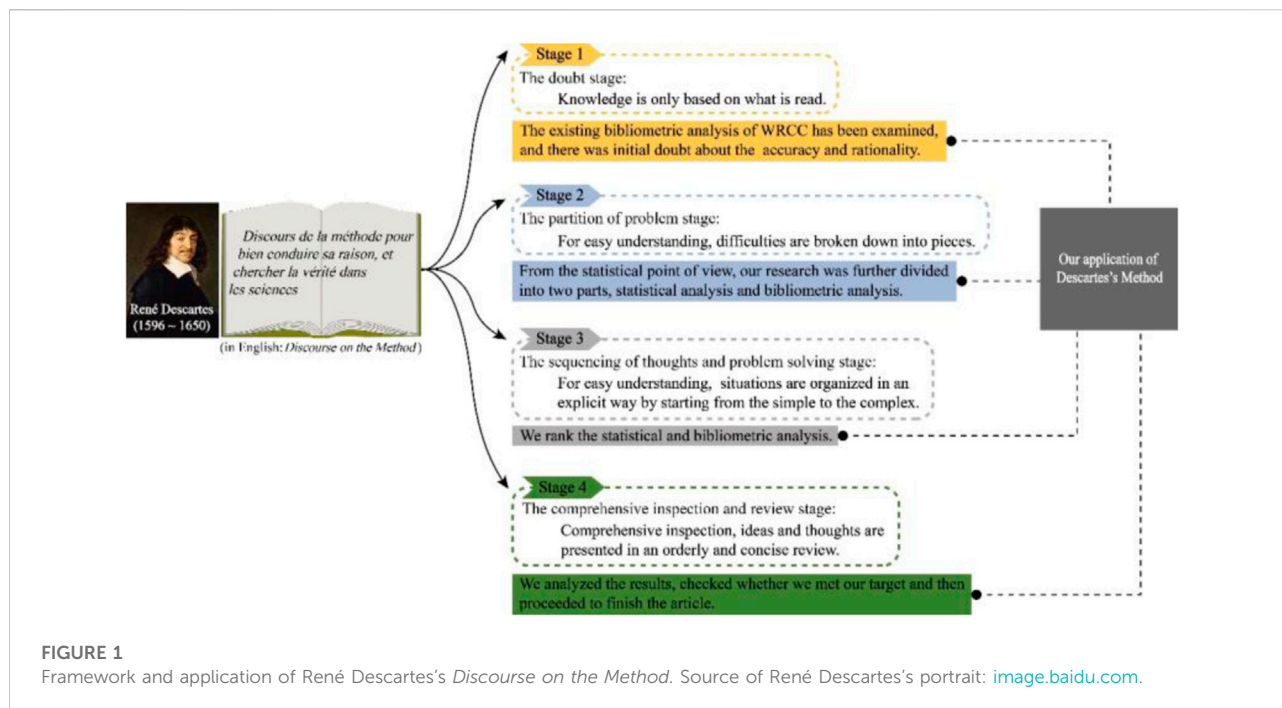 Stage 1
The doubt stage:
Knowledge is only based on what is read.
The existing bibliometric analysis of WRCC has been examined,
and there was initial doubt about the accuracy and rationality.
Stage 2
The partition of problem stage:
For easy understanding, difficulties are broken down into pieces.
From the statistical point of view, our research was further divided
into two parts, statistical analysis and bibliometric analysis.
Discours de la méthode pour
bien conduire sa raison, et
chercher la vérité dans
les sciences
René Descartes
(1596 ~ 1650)
(in English: Discourse on the Method)
Our application of
Descartes's Method
Stage 3
The sequencing of thoughts and problem solving stage:
For easy understanding, situations are organized in an
explicit way by starting from the simple to the complex.
We rank the statistical and bibliometric analysis.
Stage 4
The comprehensive inspection and review stage:
Comprehensive inspection, ideas and thoughts are
presented in an orderly and concise review.
We analyzed the results, checked whether we met our target and then
proceeded to finish the article.
FIGURE 1
Framework and application of René Descartes's Discourse on the Method. Source of René Descartes's portrait: image.baidu.com.